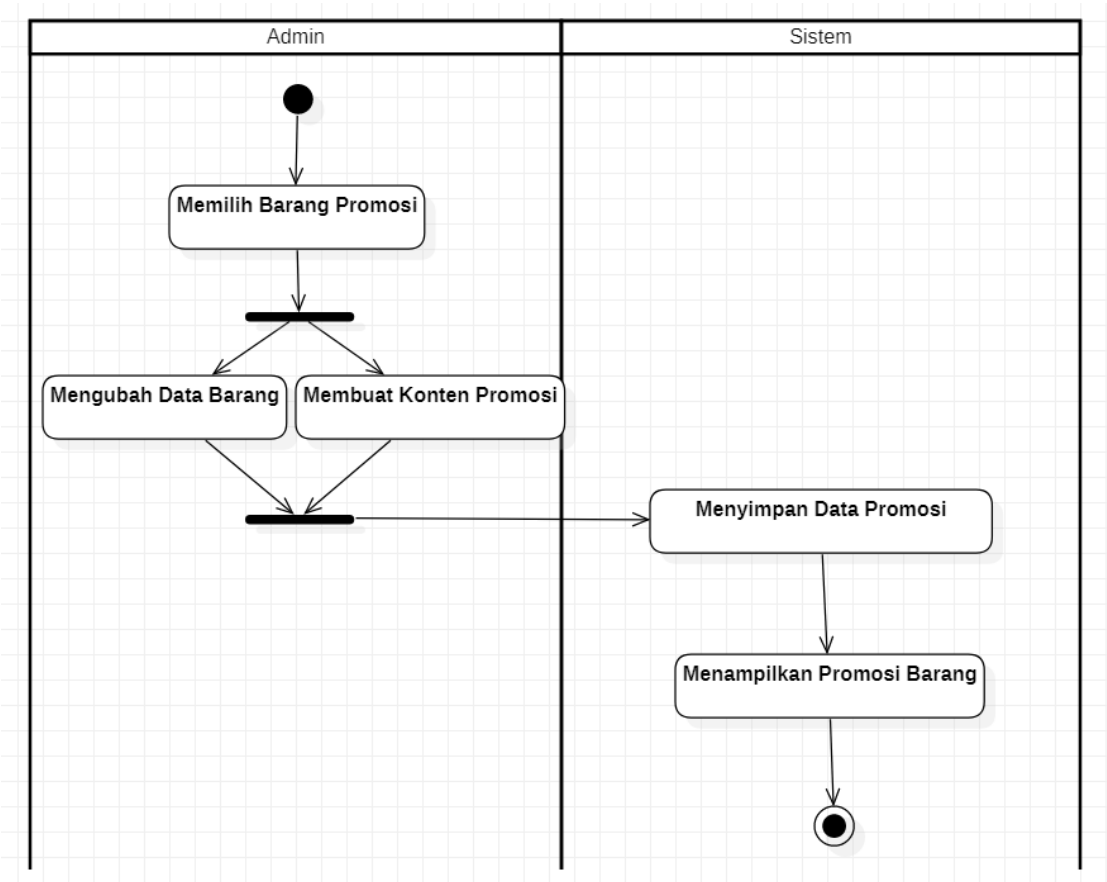 Admin
Sistem
Memilih Barang Promosi
Mengubah Data Barang
Membuat Konten Promosi
Menyimpan Data Promosi
Menampilkan Promosi Barang